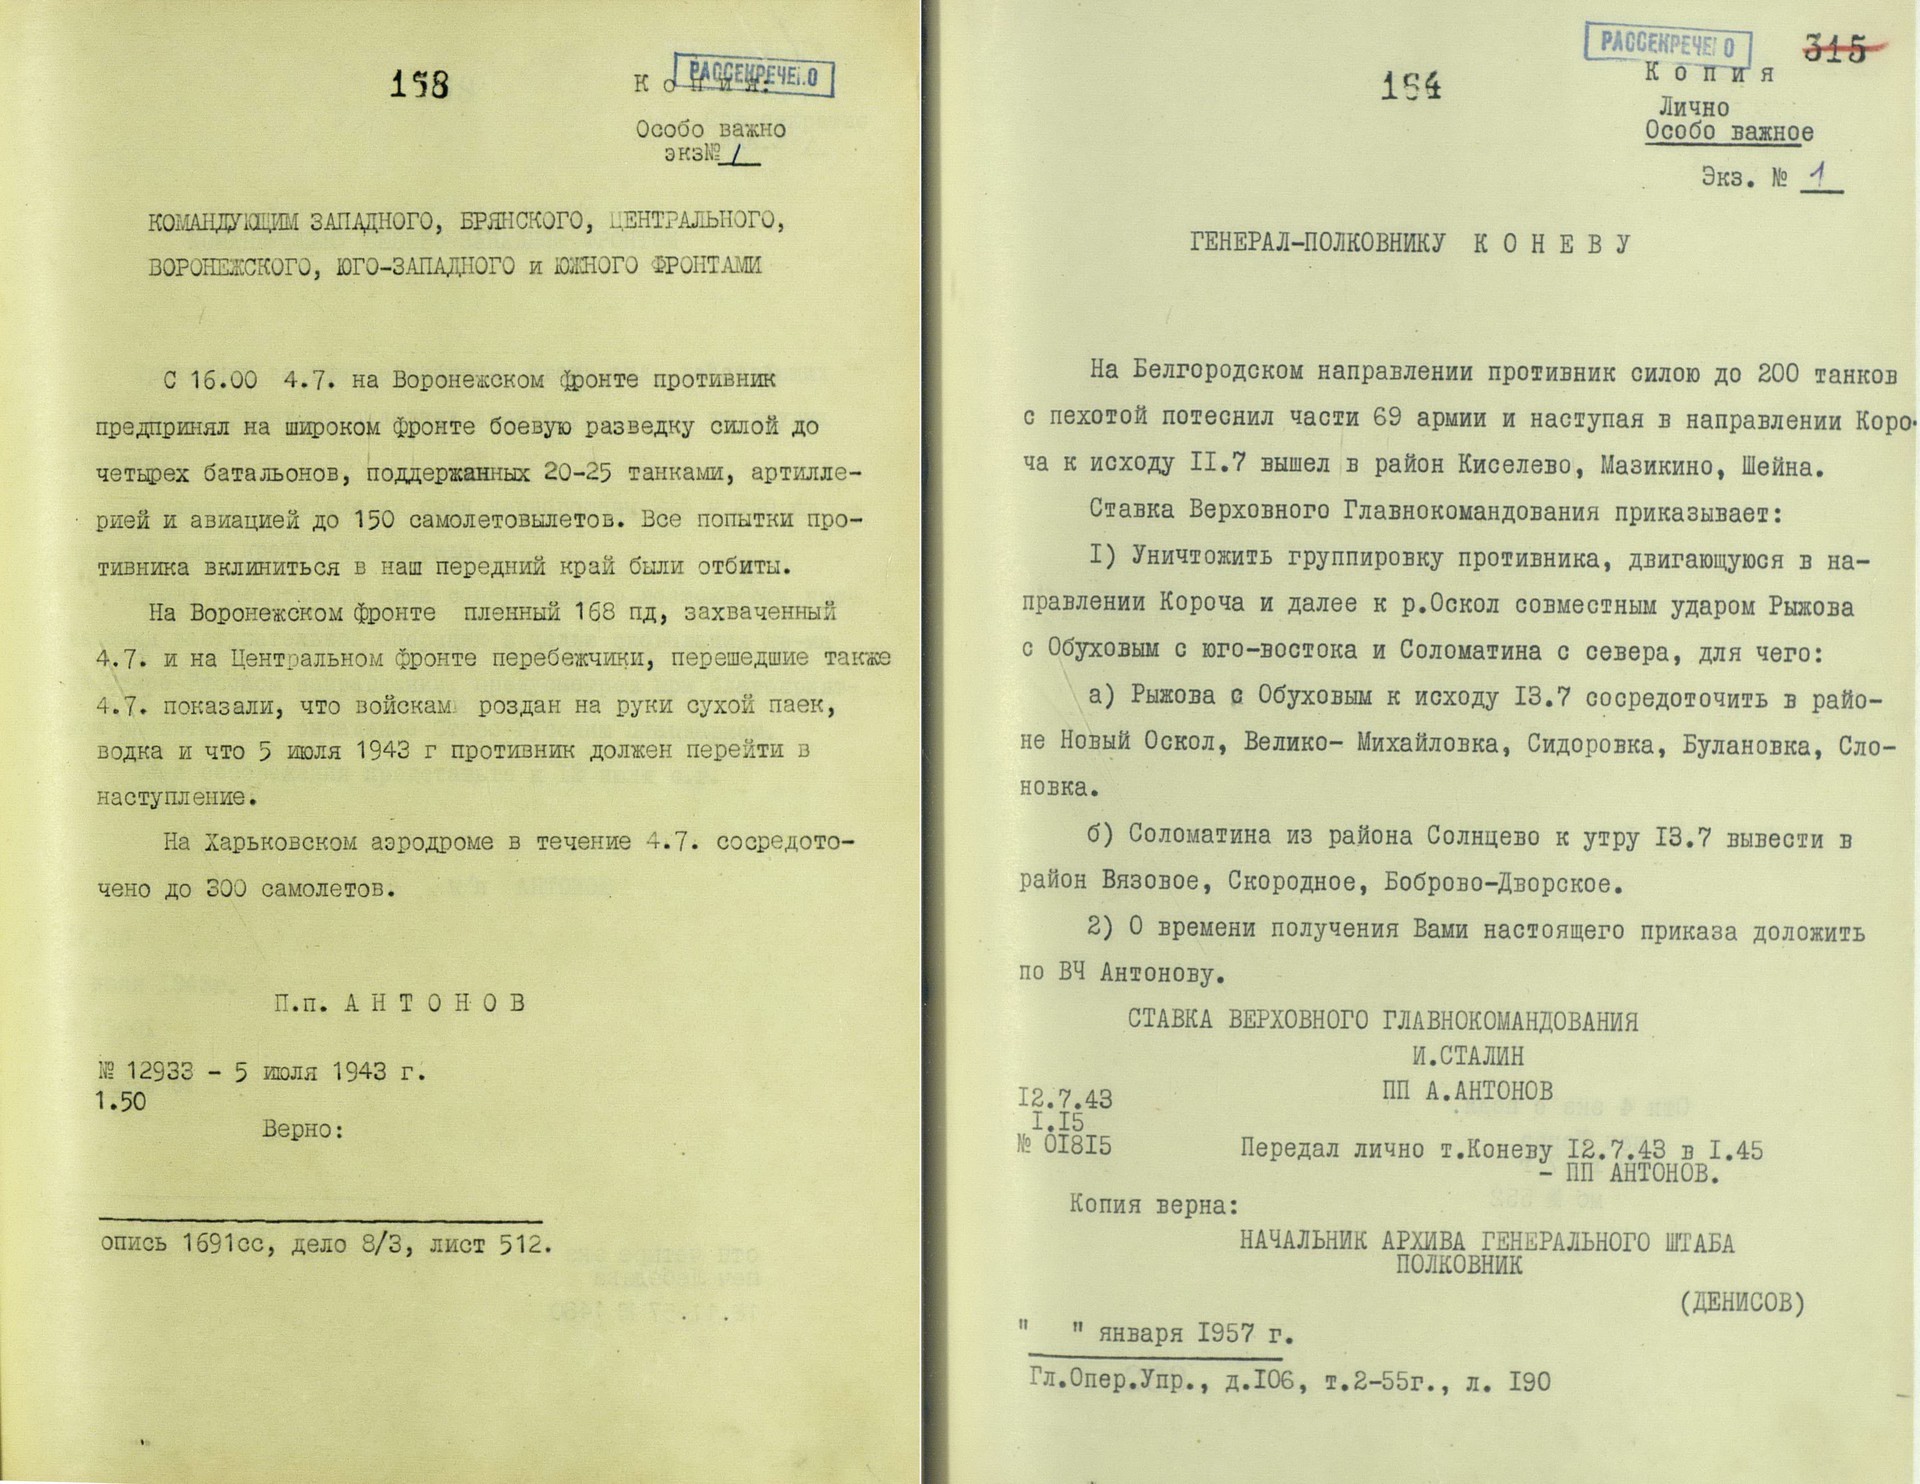 158
РАССЕКРЕЧЕ.О
Копия.
Особо важно
экз№ 1
КОМАНДУЮЩИМ ЗАПАДНОГО, БРЯНСКОГО, ЦЕНТРАЛЬНОГО,
ВОРОНЕЖСКОГО, ЮГО-ЗАПАДНОГО и ЮЖНОГО ФРОНТАМИ
С 16.00 4.7. на Воронежском фронте противник
предпринял на широком фронте боевую разведку силой до
четырех батальонов, поддержанных 20-25 танками, артилле-
рией и авиацией до 150 самолетовылетов. Все попытки про-
тивника вклиниться в наш передний край были отбиты.
На Воронежском фронте пленный 168 пд, захваченный
4.7. и на Центральном фронте перебежчики, перешедшие также
4.7. показали, что войскам роздан на руки сухой паек,
водка и что 5 июля 1943 г противник должен перейти в
наступление.
На Харьковском аэродроме в течение 4.7. сосредото-
чено до 300 самолетов.
П.п. АНТОНОВ
№ 12933 - 5 июля 1943 г.
1.50
Верно:
опись 1691сс, дело 8/3, лист 512.
РАССЕКРЕЧЕ О
315
184
Копия
Лично
Особо важное
Экз. № 1
ГЕНЕРАЛ-ПОЛКОВНИКУ КОНЕВУ
На Белгородском направлении противник силою до 200 танков
с пехотой потеснил части 69 армии и наступая в направлении Коро-
ча к исходу II.7 вышел в район Киселево, Мазикино, Шейна.
Ставка Верховного Главнокомандования приказывает:
I) Уничтожить группировку противника, двигающуюся в на-
правлении Короча и далее к р.Оскол совместным ударом Рыжова
с Обуховым с юго-востока и Соломатина с севера, для чего:
а) Рыжова с Обуховым к исходу I3.7 сосредоточить в райо-
не Новый Оскол, Велико- Михайловка, Сидоровка, Булановка, Сло-
новка.
б) Соломатина из района Солнцево к утру I3.7 вывести в
район Вязовое, Скородное, Боброво-Дворское.
2) О времени получения Вами настоящего приказа доложить
по ВЧ Антонову.
СТАВКА ВЕРХОВНОГО ГЛАВНОКОМАНДОВАНИЯ
И.СТАЛИН
ПП А.АНТОНОВ
I2.7.43
I.I5
№ 0I8I5
Передал лично т.Коневу I2.7.43 в I.45
- ПП АНТОНОВ.
Копия верна:
НАЧАЛЬНИК АРХИВА ГЕНЕРАЛЬНОГО ШТАБА
ПОЛКОВНИК
(ДЕНИСОВ)
" " января I957 г.
Гл.Опер.Упр., д.I06, т.2-55г., л. I90